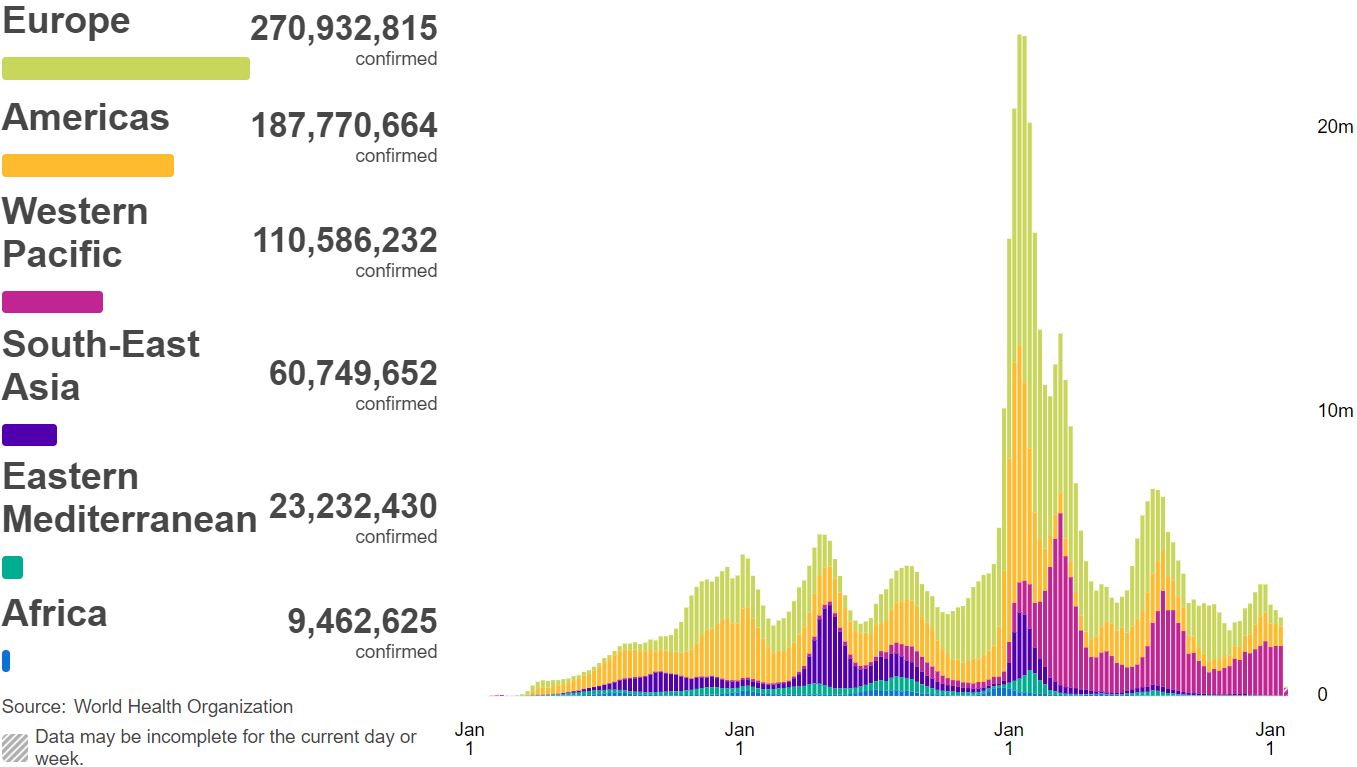 Europe
270,932,815
confirmed
Americas
187,770,664
confirmed
Western
Pacific
110,586,232
confirmed
South-East
Asia
60,749,652
confirmed
Eastern
Mediterranean
23,232,430
confirmed
Africa
9,462,625
confirmed
Source: World Health Organization
Data may be incomplete for the current day or
week.
20m
10m
0
Jan
1
Jan
1
Jan
1
Jan
1